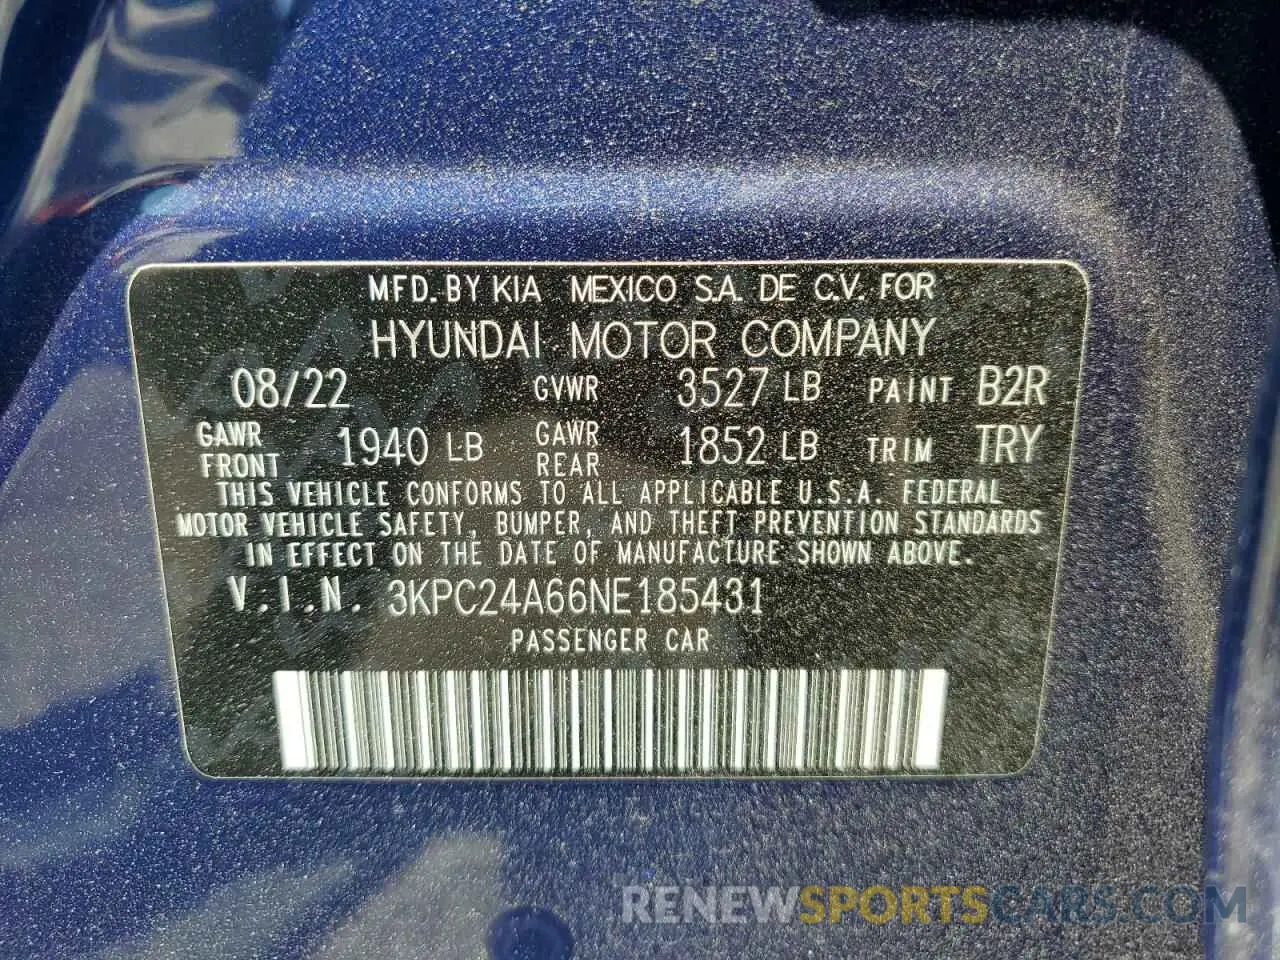 MFD. BY KIA MEXICO S.A. DE C.V. FOR
HYUNDAI MOTOR COMPANY
08/22 GVWR 3527 LB PAINT B2R
GAWR FRONT 1940 LB GAWR REAR 1852 LB TRIM TRY
THIS VEHICLE CONFORMS TO ALL APPLICABLE U.S.A. FEDERAL
MOTOR VEHICLE SAFETY, BUMPER, AND THEFT PREVENTION STANDARDS
IN EFFECT ON THE DATE OF MANUFACTURE SHOWN ABOVE.
V.I.N. 3KPC24A66NE185431
PASSENGER CAR
RENEWSPORTSCARS.COM